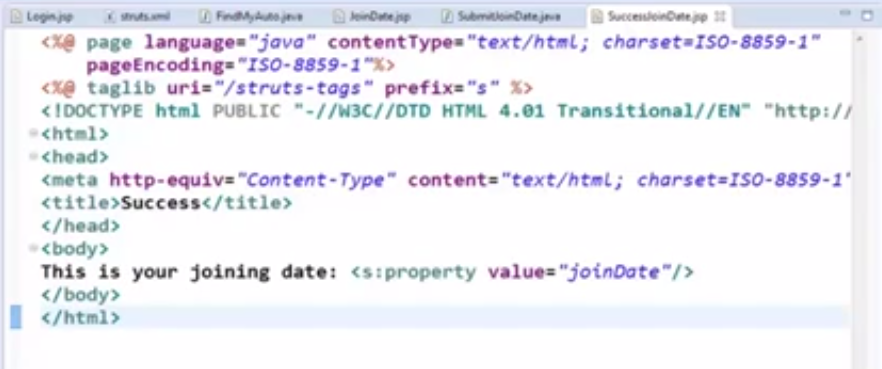 Login.jsp struts.xml FindMyAuto.java JoinDate.jsp SubmitJoinDate.java SuccessJoinDate.jsp
<%@ page language="java" contentType="text/html; charset=ISO-8859-1"
pageEncoding="ISO-8859-1"%>
<%@ taglib uri="/struts-tags" prefix="s" %>
<!DOCTYPE html PUBLIC "-//W3C//DTD HTML 4.01 Transitional//EN" "http://
<html>
<head>
<meta http-equiv="Content-Type" content="text/html; charset=ISO-8859-1"
<title>Success</title>
</head>
<body>
This is your joining date: <s:property value="joinDate"/>
</body>
</html>